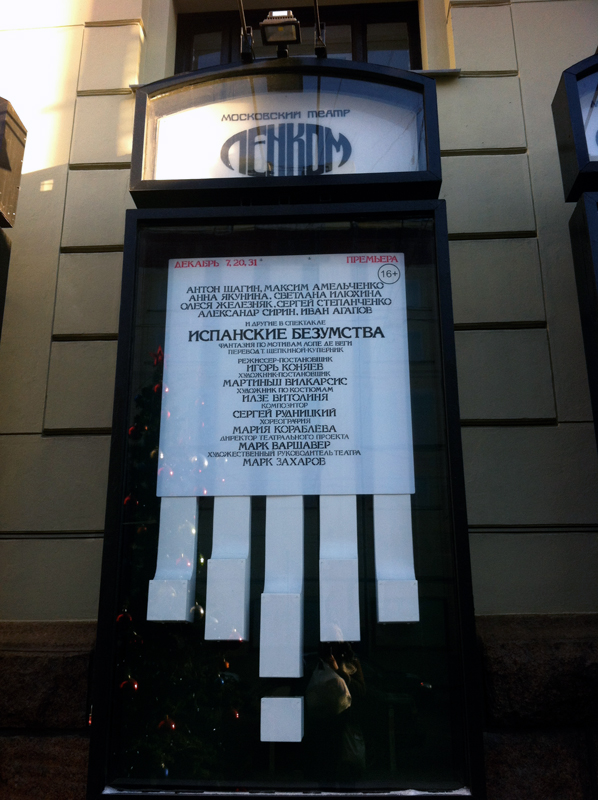 МОСКОВСКИЙ ТЕАТР
ЛЕНКОМ
ДЕКАБРЬ 7, 20, 31* ПРЕМЬЕРА
16+
АНТОН ШАГИН, МАКСИМ АМЕЛЬЧЕНКО
АННА ЯКУНИНА, СВЕТЛАНА ИЛЮХИНА
ОЛЕСЯ ЖЕЛЕЗНЯК, СЕРГЕЙ СТЕПАНЧЕНКО
АЛЕКСАНДР СИРИН, ИВАН АГАПОВ
И ДРУГИЕ В СПЕКТАКЛЕ
ИСПАНСКИЕ БЕЗУМСТВА
ФАНТАЗИЯ ПО МОТИВАМ ЛОПЕ ДЕ ВЕГИ
ПЕРЕВОД Т. ЩЕПКИНОЙ-КУПЕРНИК
РЕЖИССЕР-ПОСТАНОВЩИК
ИГОРЬ КОНЯЕВ
ХУДОЖНИК-ПОСТАНОВЩИК
МАРТИНЬШ ВИЛКАРСИС
ХУДОЖНИК ПО КОСТЮМАМ
ИЛЗЕ ВИТОЛИНЯ
КОМПОЗИТОР
СЕРГЕЙ РУДНИЦКИЙ
ХОРЕОГРАФИЯ
МАРИЯ КОРАБЛЁВА
ДИРЕКТОР ТЕАТРАЛЬНОГО ПРОЕКТА
МАРК ВАРШАВЕР
ХУДОЖЕСТВЕННЫЙ РУКОВОДИТЕЛЬ ТЕАТРА
МАРК ЗАХАРОВ